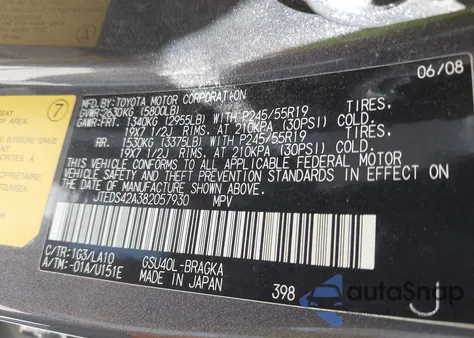 06/08
MFD. BY: TOYOTA MOTOR CORPORATION
GVWR:2630KG (5800LB)
GAWR:FRT. 1340KG (2955LB) WITH P245/55R19 TIRES.
19X7 1/2J RIMS. AT 210KPA (30PSI) COLD.
RR. 1530KG (3375LB) WITH P245/55R19 TIRES.
19X7 1/2J RIMS. AT 210KPA (30PSI) COLD.
THIS VEHICLE CONFORMS TO ALL APPLICABLE FEDERAL MOTOR
VEHICLE SAFETY STANDARDS IN EFFECT ON THE DATE OF
MANUFACTURE SHOWN ABOVE.
JTEDS42A382057930 MPV
C/TR:1G3/LA10 GSU40L-BRAGKA
A/TM:-01A/U151E MADE IN JAPAN 398 J
7
autoSnap